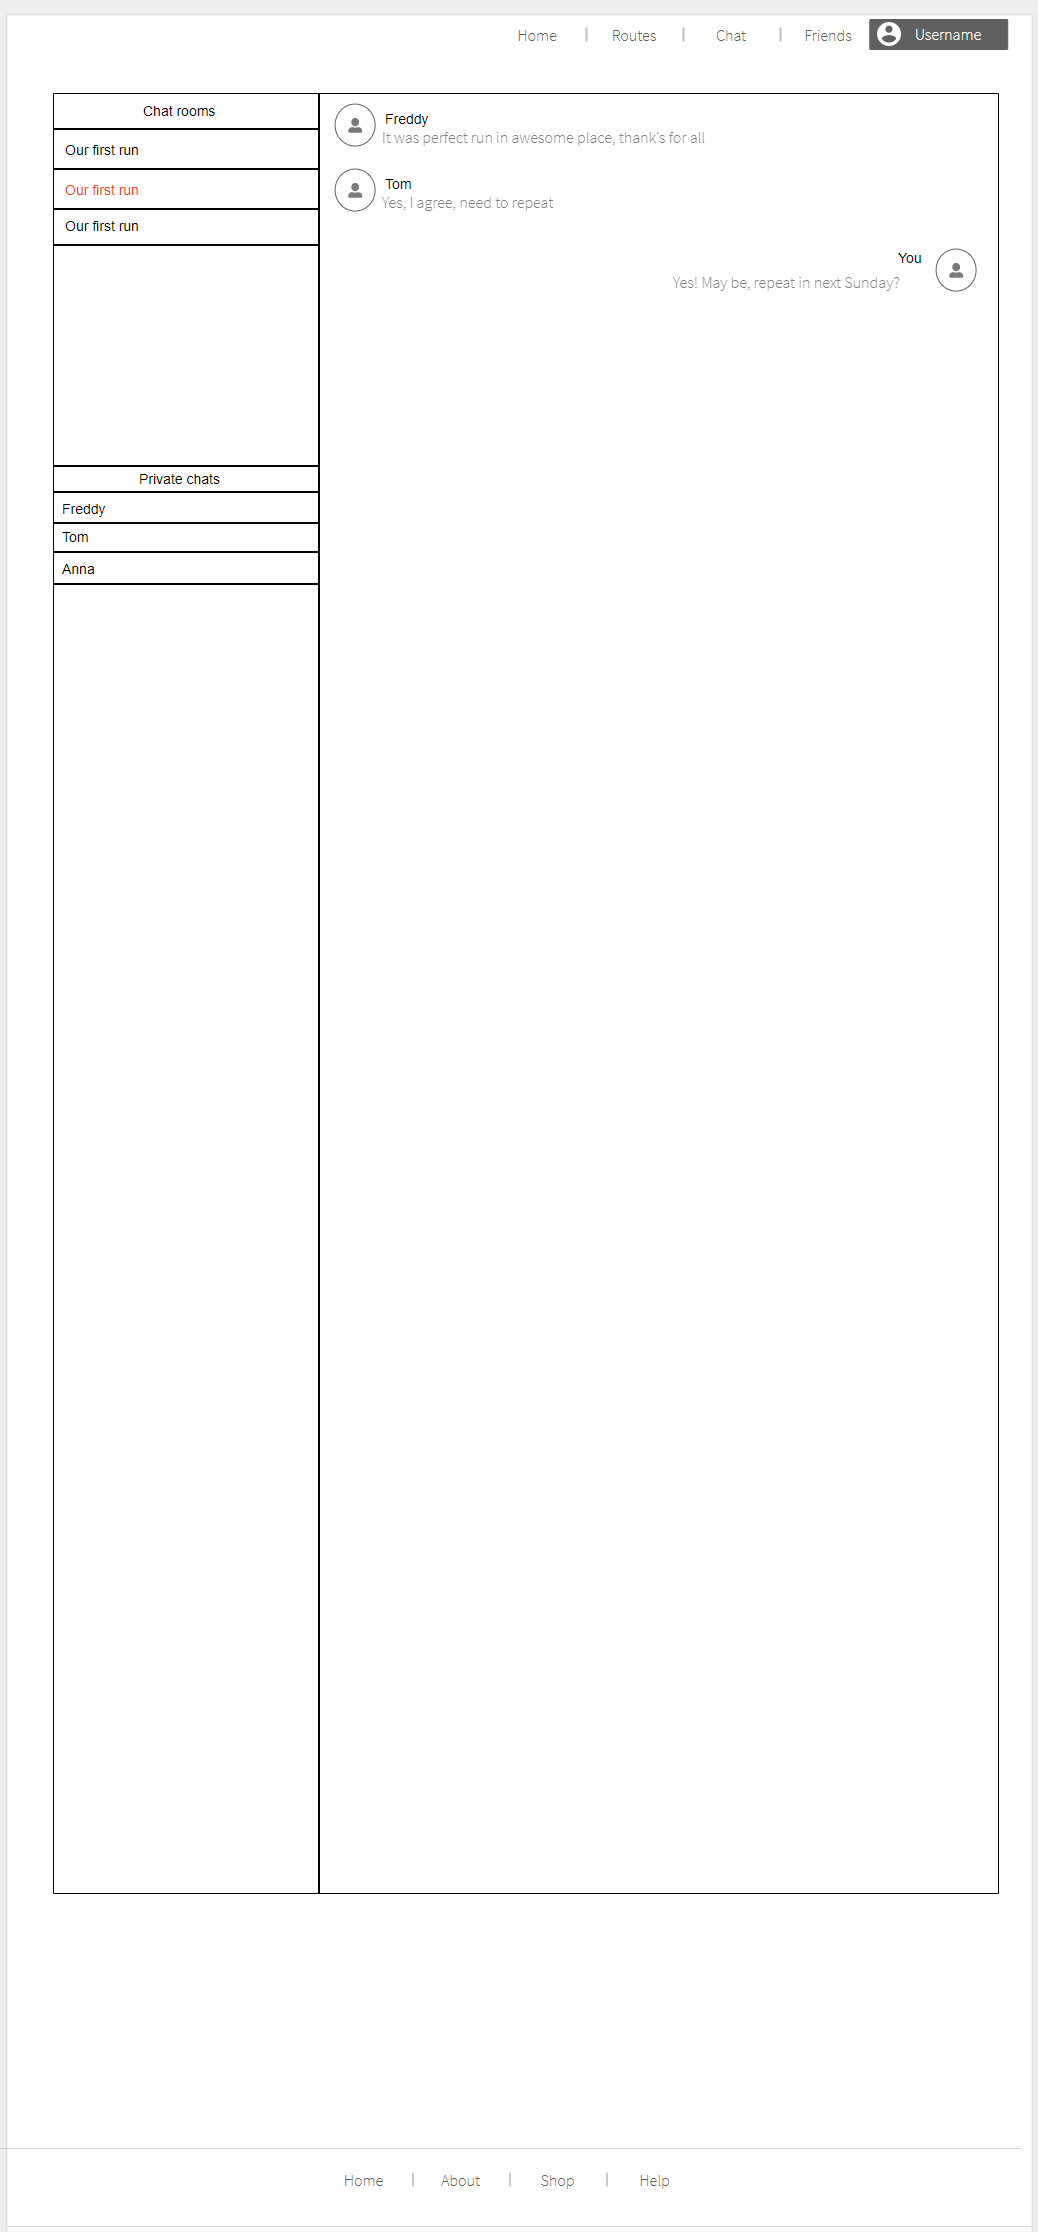 Home | Routes | Chat | Friends Username
Chat rooms
Our first run
Our first run
Our first run
Private chats
Freddy
Tom
Anna
Freddy
It was perfect run in awesome place, thank's for all
Tom
Yes, I agree, need to repeat
You
Yes! May be, repeat in next Sunday?
Home | About | Shop | Help